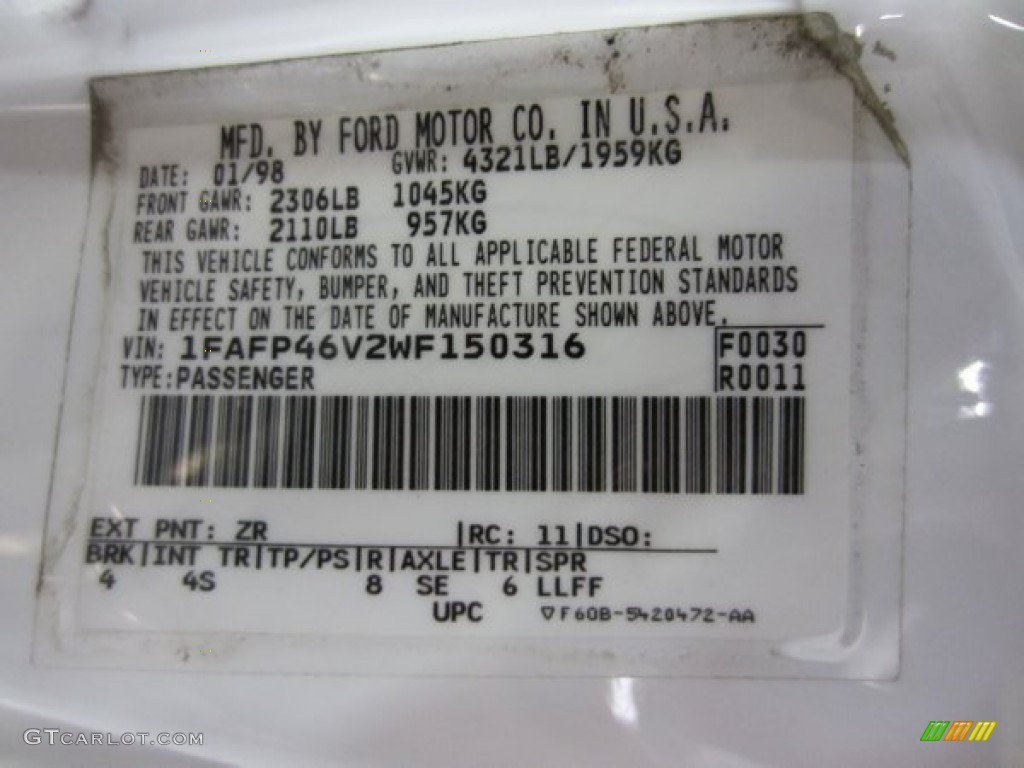 MFD. BY FORD MOTOR CO. IN U.S.A.
DATE: 01/98 GVWR: 4321LB/1959KG
FRONT GAWR: 2306LB 1045KG
REAR GAWR: 2110LB 957KG
THIS VEHICLE CONFORMS TO ALL APPLICABLE FEDERAL MOTOR
VEHICLE SAFETY, BUMPER, AND THEFT PREVENTION STANDARDS
IN EFFECT ON THE DATE OF MANUFACTURE SHOWN ABOVE.
VIN: 1FAFP46V2WF150316 F0030
TYPE: PASSENGER R0011
EXT PNT: ZR |RC: 11|DSO:
BRK|INT TR|TP/PS|R|AXLE|TR|SPR
4 4S 8 SE 6 LLFF
UPC ▽F60B-5420472-AA
GTCARLOT.COM